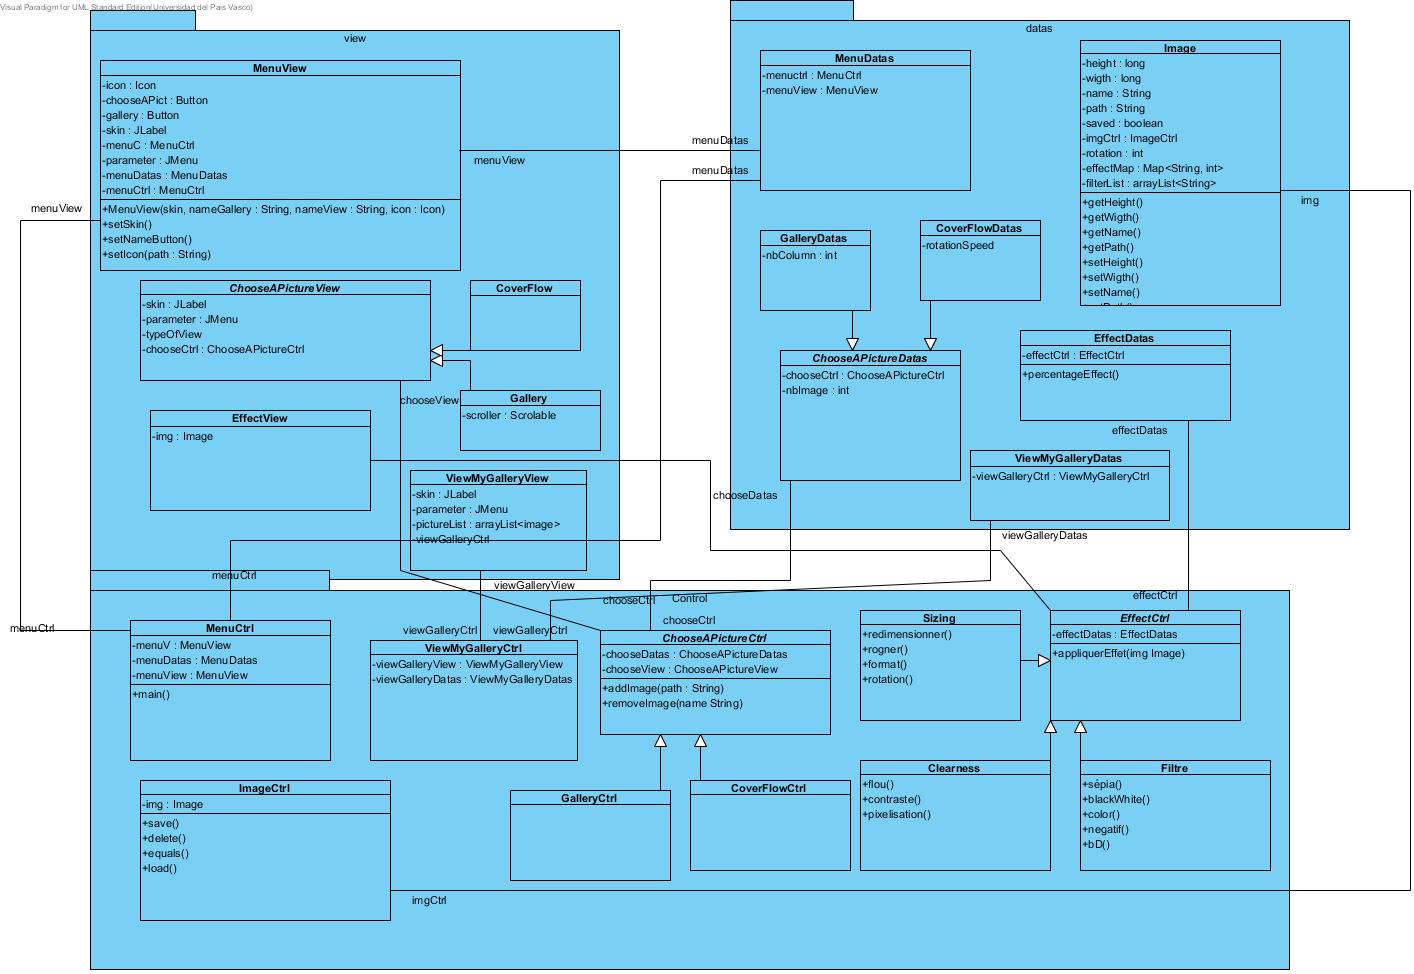 Visual Paradigm for UML Standard Edition(Universidad del Pais Vasco)
view
MenuView
-icon : Icon
-chooseAPict : Button
-gallery : Button
-skin : JLabel
-menuC : MenuCtrl
-parameter : JMenu
-menuDatas : MenuDatas
-menuCtrl : MenuCtrl
+MenuView(skin, nameGallery : String, nameView : String, icon : Icon)
+setSkin()
+setNameButton()
+setIcon(path : String)
menuView
menuView
menuDatas
menuDatas
ChooseAPictureView
-skin : JLabel
-parameter : JMenu
-typeOfView
-chooseCtrl : ChooseAPictureCtrl
CoverFlow
chooseView
Gallery
-scroller : Scrolable
EffectView
-img : Image
ViewMyGalleryView
-skin : JLabel
-parameter : JMenu
-pictureList : arrayList<image>
-viewGalleryCtrl
datas
MenuDatas
-menuctrl : MenuCtrl
-menuView : MenuView
Image
-height : long
-wigth : long
-name : String
-path : String
-saved : boolean
-imgCtrl : ImageCtrl
-rotation : int
-effectMap : Map<String, int>
-filterList : arrayList<String>
+getHeight()
+getWigth()
+getName()
+getPath()
+setHeight()
+setWigth()
+setName()
img
GalleryDatas
-nbColumn : int
CoverFlowDatas
-rotationSpeed
ChooseAPictureDatas
-chooseCtrl : ChooseAPictureCtrl
-nbImage : int
EffectDatas
-effectCtrl : EffectCtrl
+percentageEffect()
effectDatas
ViewMyGalleryDatas
-viewGalleryCtrl : ViewMyGalleryCtrl
chooseDatas
viewGalleryDatas
menuCtrl
viewGalleryView
chooseCtrl
Control
effectCtrl
menuCtrl
viewGalleryCtrl
viewGalleryCtrl
chooseCtrl
MenuCtrl
-menuV : MenuView
-menuDatas : MenuDatas
-menuView : MenuView
+main()
ViewMyGalleryCtrl
-viewGalleryView : ViewMyGalleryView
-viewGalleryDatas : ViewMyGalleryDatas
ChooseAPictureCtrl
-chooseDatas : ChooseAPictureDatas
-chooseView : ChooseAPictureView
+addImage(path : String)
+removeImage(name String)
Sizing
+redimensionner()
+rogner()
+format()
+rotation()
EffectCtrl
-effectDatas : EffectDatas
+appliquerEffet(img Image)
ImageCtrl
-img : Image
+save()
+delete()
+equals()
+load()
GalleryCtrl
CoverFlowCtrl
Clearness
+flou()
+contraste()
+pixelisation()
Filtre
+sépia()
+blackWhite()
+color()
+negatif()
+bD()
imgCtrl